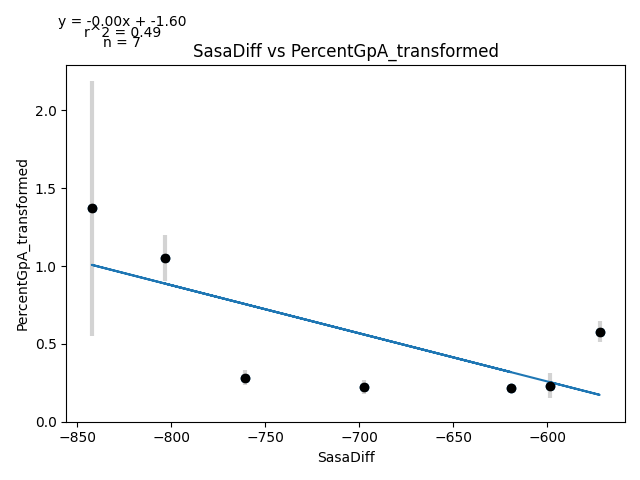 y = -0.00x + -1.60
r^2 = 0.49
n = 7
SasaDiff vs PercentGpA_transformed
PercentGpA_transformed
2.0
1.5
1.0
0.5
0.0
−850 −800 −750 −700 −650 −600
SasaDiff